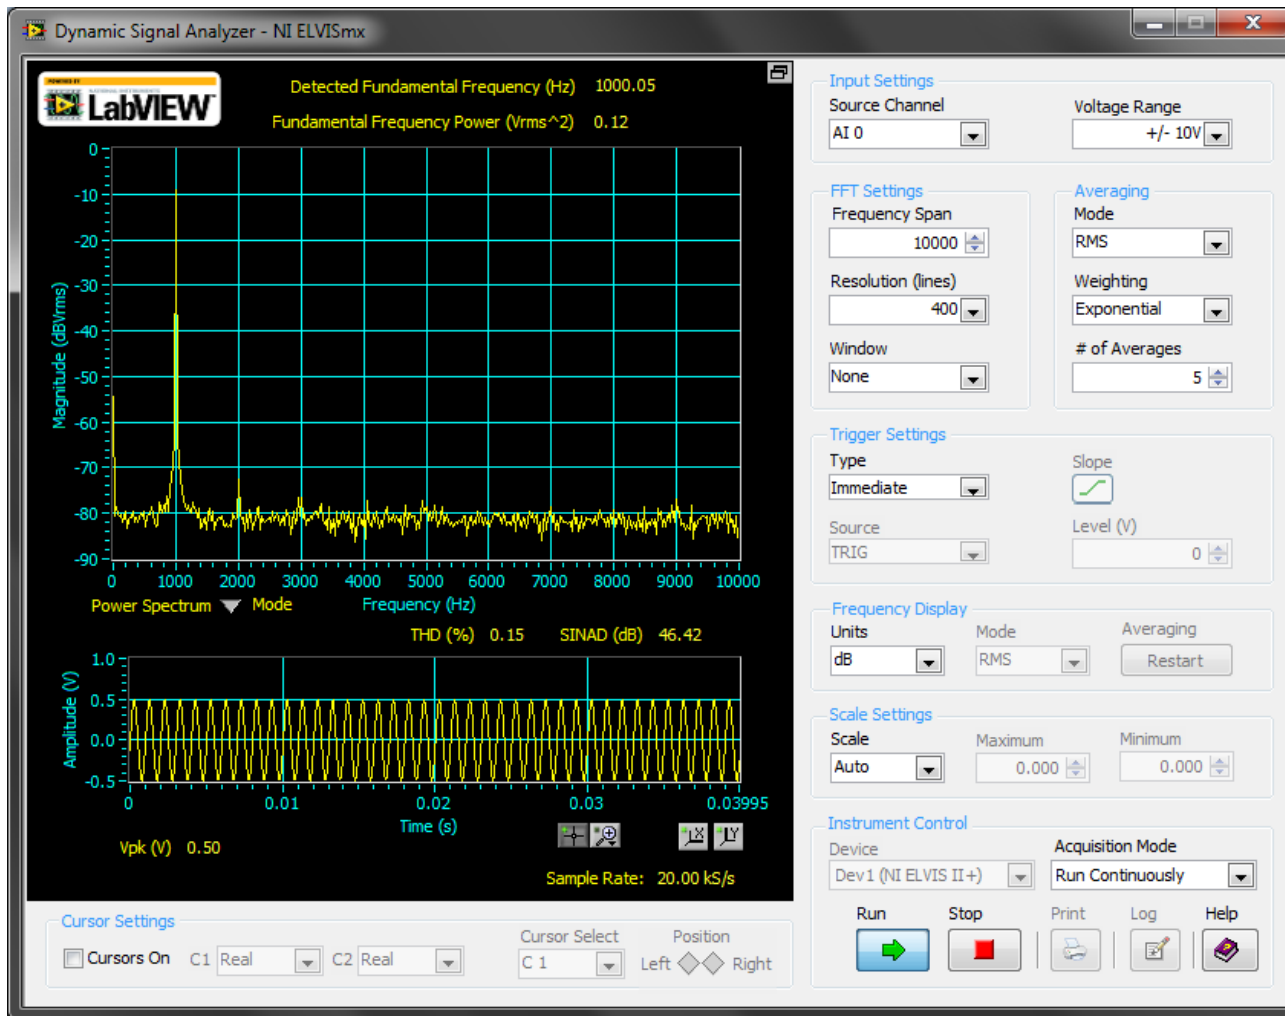 Dynamic Signal Analyzer - NI ELVISmx
LabVIEW
Detected Fundamental Frequency (Hz) 1000.05
Fundamental Frequency Power (Vrms^2) 0.12
Magnitude (dBVrms)
0
-10
-20
-30
-40
-50
-60
-70
-80
-90
0 1000 2000 3000 4000 5000 6000 7000 8000 9000 10000
Power Spectrum Mode Frequency (Hz)
THD (%) 0.15 SINAD (dB) 46.42
Amplitude (V)
1.0
0.5
0.0
-0.5
0 0.01 0.02 0.03 0.03995
Time (s)
Vpk (V) 0.50
Sample Rate: 20.00 kS/s
Cursor Settings
Cursors On C1 Real C2 Real
Cursor Select
C 1
Position
Left Right
Input Settings
Source Channel
AI 0
Voltage Range
+/- 10V
FFT Settings
Frequency Span
10000
Resolution (lines)
400
Window
None
Averaging
Mode
RMS
Weighting
Exponential
# of Averages
5
Trigger Settings
Type
Immediate
Slope
Source
TRIG
Level (V)
0
Frequency Display
Units
dB
Mode
RMS
Averaging
Restart
Scale Settings
Scale
Auto
Maximum
0.000
Minimum
0.000
Instrument Control
Device
Dev1 (NI ELVIS II+)
Acquisition Mode
Run Continuously
Run Stop Print Log Help